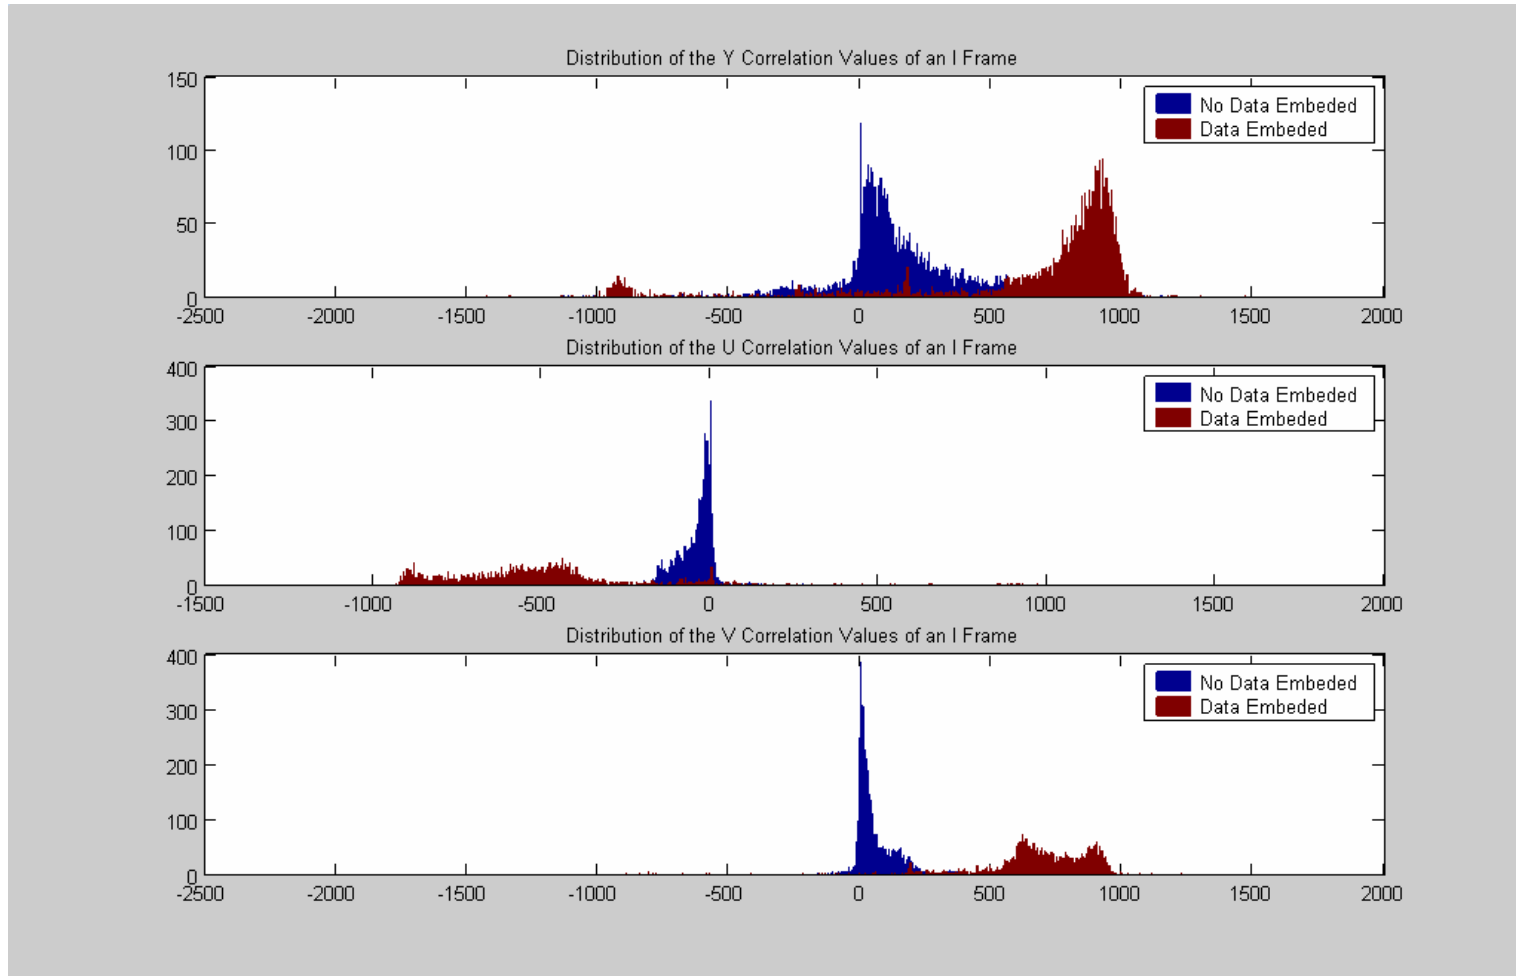 Distribution of the Y Correlation Values of an I Frame
150
100
50
0
No Data Embeded
Data Embeded
-2500 -2000 -1500 -1000 -500 0 500 1000 1500 2000
Distribution of the U Correlation Values of an I Frame
400
300
200
100
0
No Data Embeded
Data Embeded
-1500 -1000 -500 0 500 1000 1500 2000
Distribution of the V Correlation Values of an I Frame
400
300
200
100
0
No Data Embeded
Data Embeded
-2500 -2000 -1500 -1000 -500 0 500 1000 1500 2000